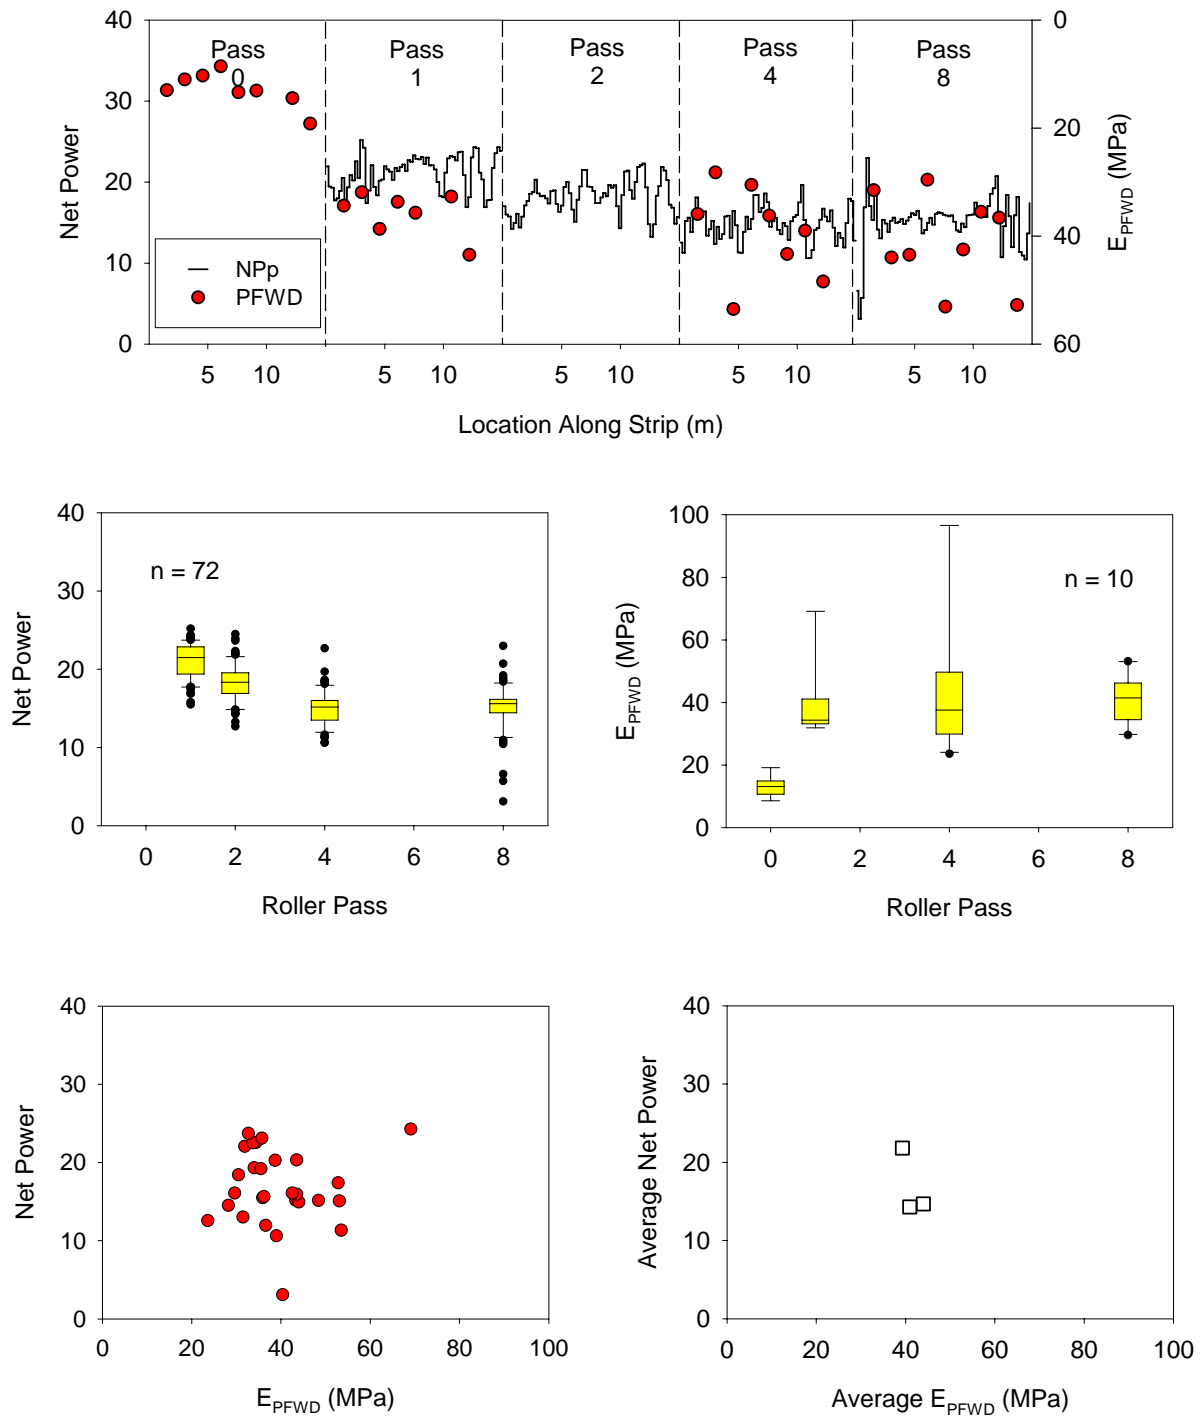 40
30
20
10
0
Net Power
Pass
0
Pass
1
Pass
2
Pass
4
Pass
8
0
20
40
60
E_PFWD (MPa)
NPp
PFWD
5 10 5 10 5 10 5 10 5 10
Location Along Strip (m)
40
30
20
10
0
Net Power
n = 72
0 2 4 6 8
Roller Pass
100
80
60
40
20
0
E_PFWD (MPa)
n = 10
0 2 4 6 8
Roller Pass
40
30
20
10
0
Net Power
0 20 40 60 80 100
E_PFWD (MPa)
40
30
20
10
0
Average Net Power
0 20 40 60 80 100
Average E_PFWD (MPa)